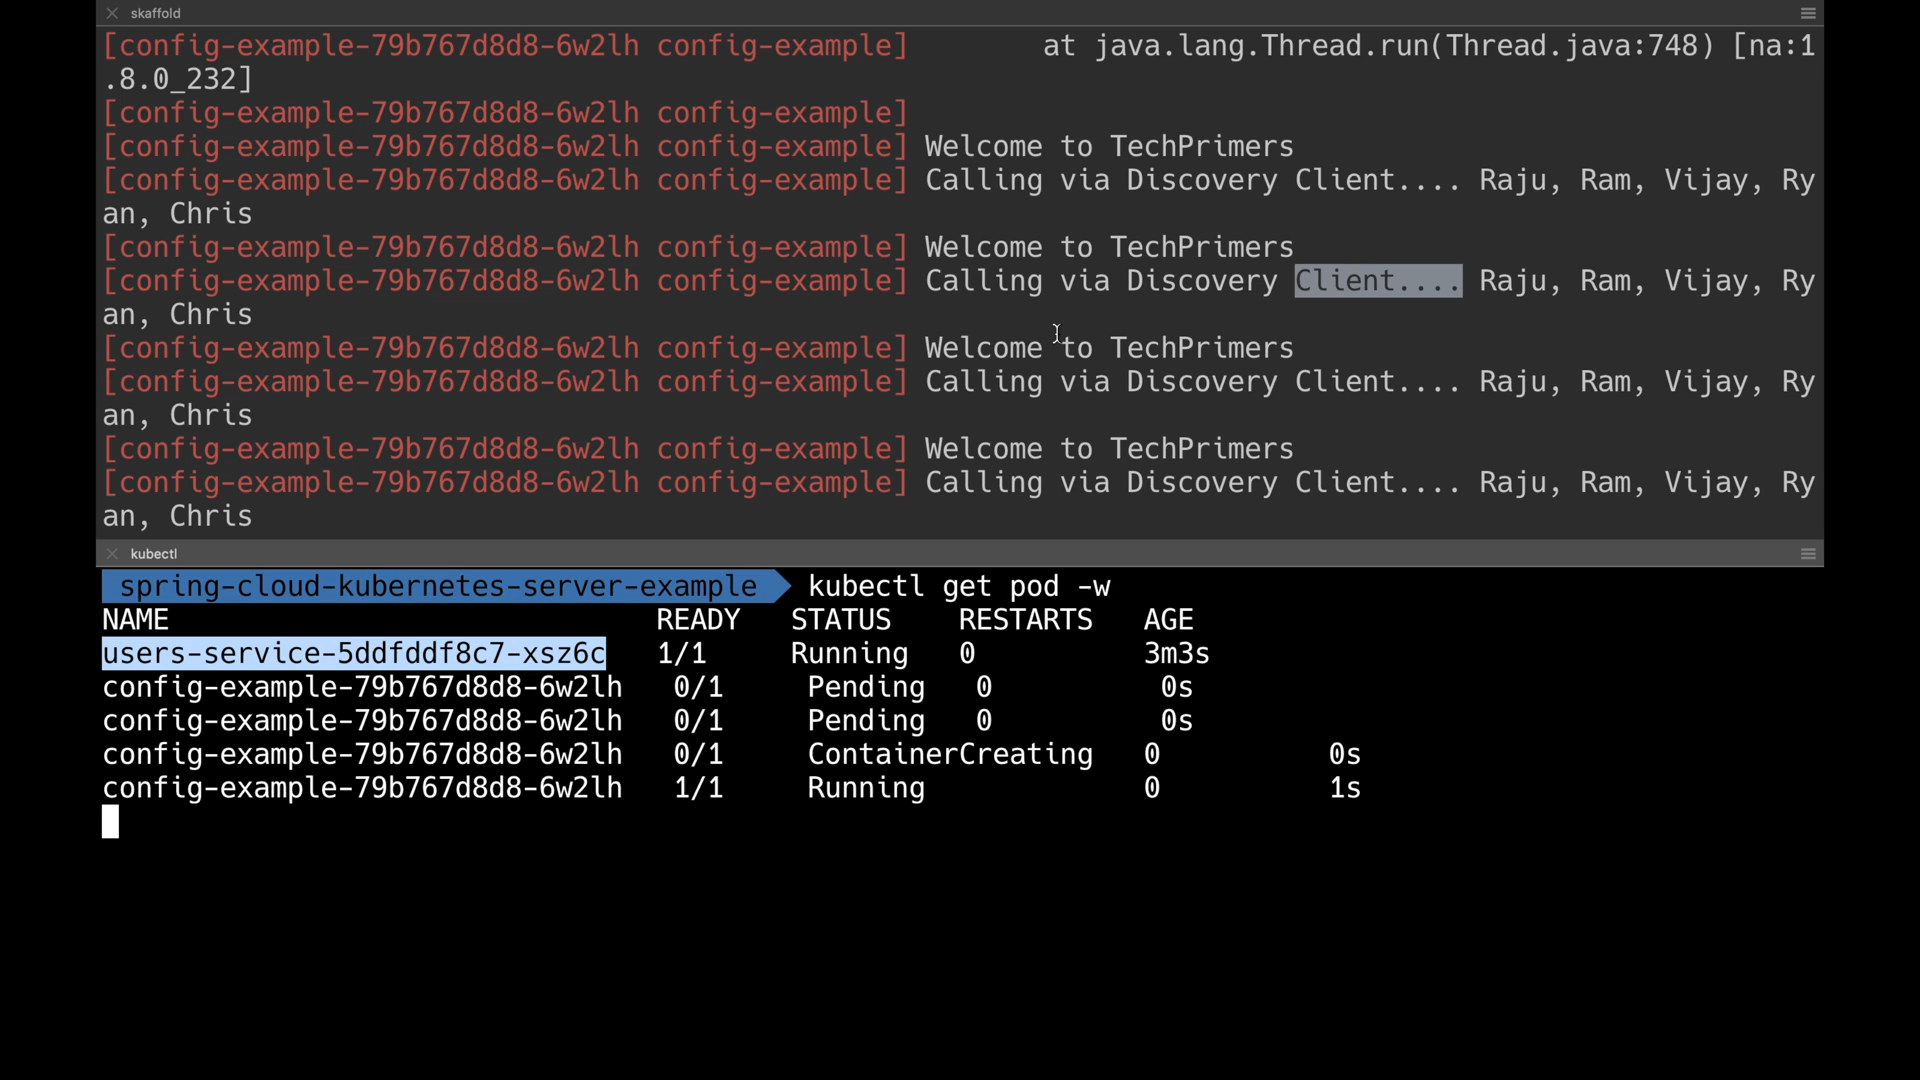 skaffold
[config-example-79b767d8d8-6w2lh config-example]        at java.lang.Thread.run(Thread.java:748) [na:1
.8.0_232]
[config-example-79b767d8d8-6w2lh config-example]
[config-example-79b767d8d8-6w2lh config-example] Welcome to TechPrimers
[config-example-79b767d8d8-6w2lh config-example] Calling via Discovery Client.... Raju, Ram, Vijay, Ry
an, Chris
[config-example-79b767d8d8-6w2lh config-example] Welcome to TechPrimers
[config-example-79b767d8d8-6w2lh config-example] Calling via Discovery Client.... Raju, Ram, Vijay, Ry
an, Chris
[config-example-79b767d8d8-6w2lh config-example] Welcome to TechPrimers
[config-example-79b767d8d8-6w2lh config-example] Calling via Discovery Client.... Raju, Ram, Vijay, Ry
an, Chris
[config-example-79b767d8d8-6w2lh config-example] Welcome to TechPrimers
[config-example-79b767d8d8-6w2lh config-example] Calling via Discovery Client.... Raju, Ram, Vijay, Ry
an, Chris
kubectl
spring-cloud-kubernetes-server-example kubectl get pod -w
NAME                             READY   STATUS    RESTARTS   AGE
users-service-5ddfddf8c7-xsz6c   1/1     Running   0          3m3s
config-example-79b767d8d8-6w2lh   0/1     Pending   0          0s
config-example-79b767d8d8-6w2lh   0/1     Pending   0          0s
config-example-79b767d8d8-6w2lh   0/1     ContainerCreating   0          0s
config-example-79b767d8d8-6w2lh   1/1     Running             0          1s